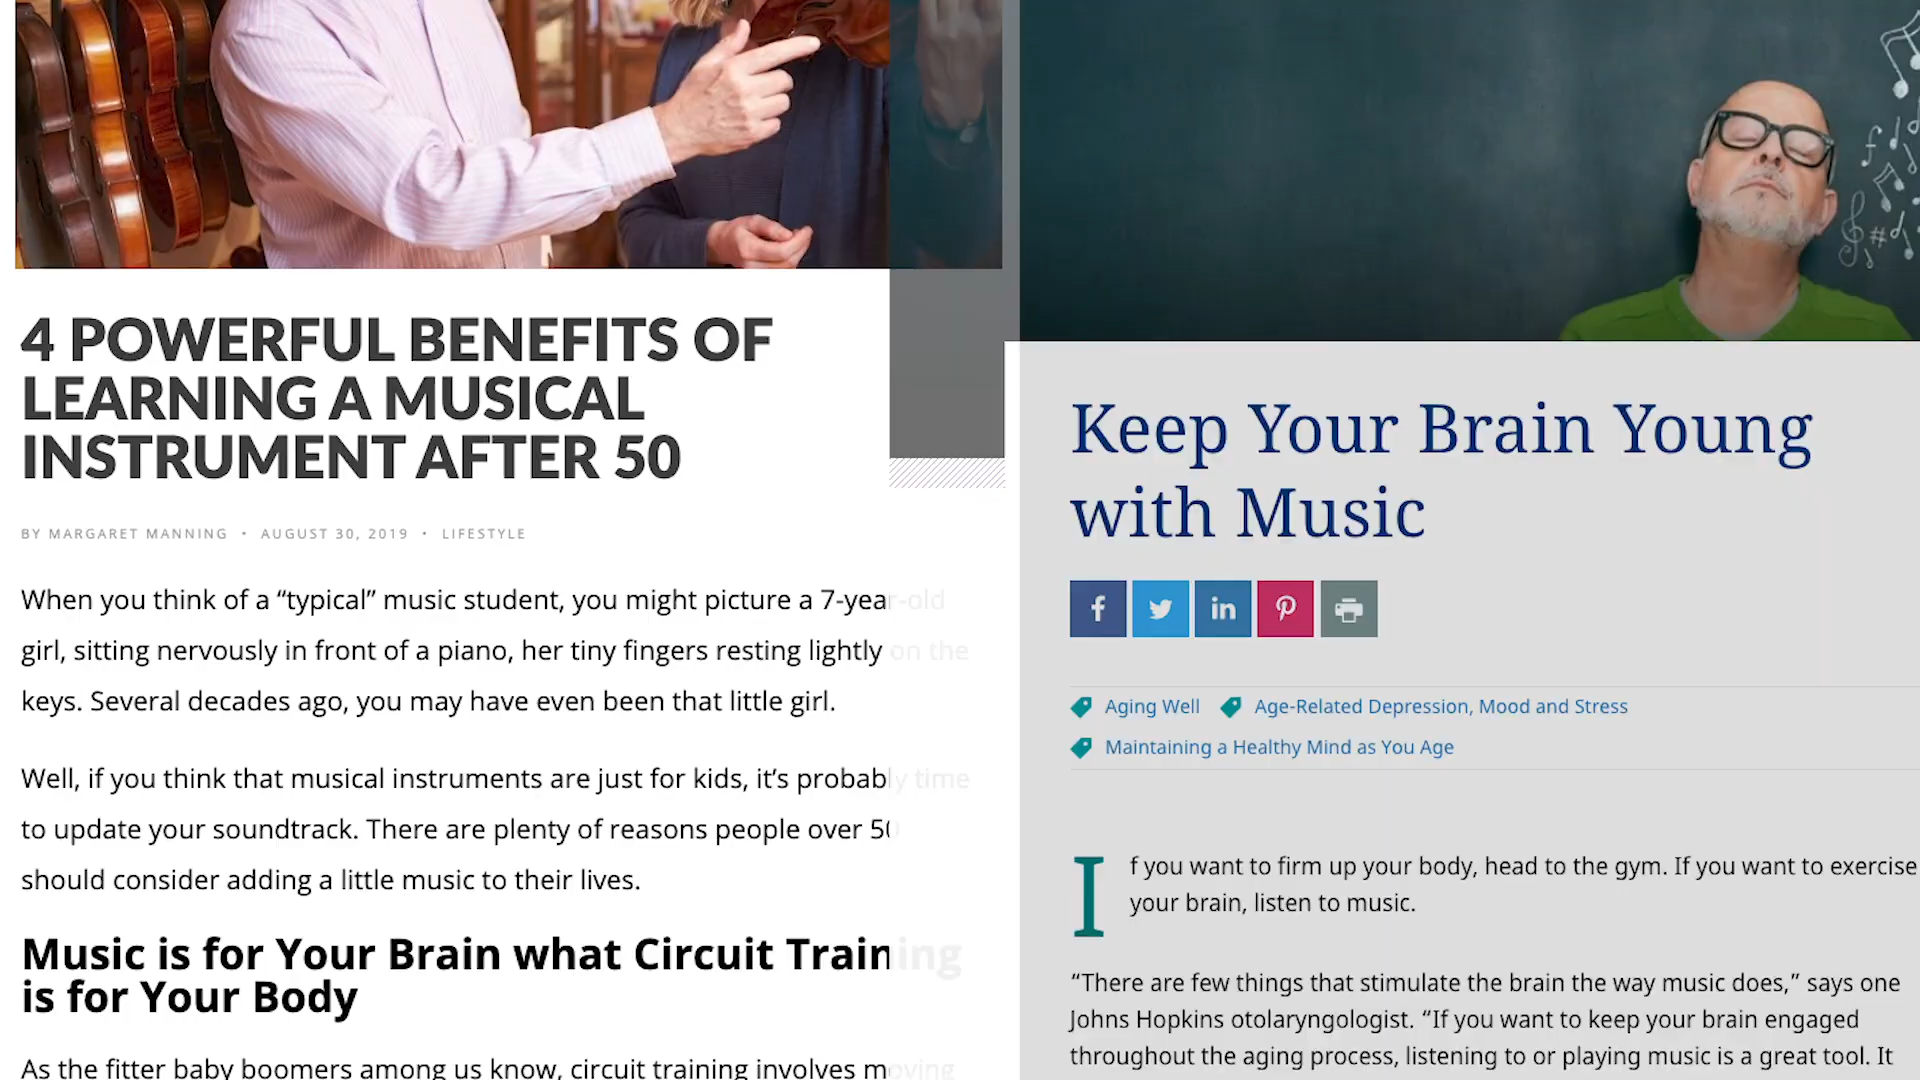 4 POWERFUL BENEFITS OF
LEARNING A MUSICAL
INSTRUMENT AFTER 50
BY MARGARET MANNING • AUGUST 30, 2019 • LIFESTYLE
When you think of a “typical” music student, you might picture a 7-year-old
girl, sitting nervously in front of a piano, her tiny fingers resting lightly on the
keys. Several decades ago, you may have even been that little girl.
Well, if you think that musical instruments are just for kids, it’s probably time
to update your soundtrack. There are plenty of reasons people over 50
should consider adding a little music to their lives.
Music is for Your Brain what Circuit Training
is for Your Body
As the fitter baby boomers among us know, circuit training involves moving
Keep Your Brain Young
with Music
Aging Well Age-Related Depression, Mood and Stress
Maintaining a Healthy Mind as You Age
If you want to firm up your body, head to the gym. If you want to exercise
your brain, listen to music.
“There are few things that stimulate the brain the way music does,” says one
Johns Hopkins otolaryngologist. “If you want to keep your brain engaged
throughout the aging process, listening to or playing music is a great tool. It